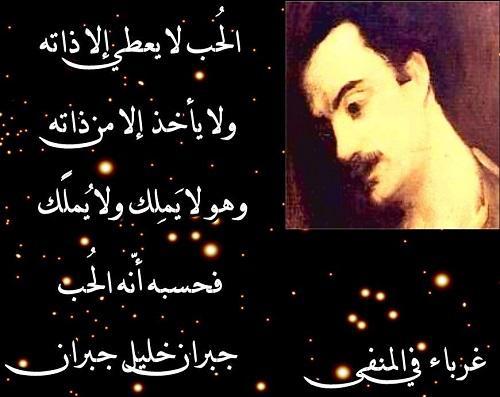 الحُب لا يعطي إلا ذاته
ولا يأخذ إلا من ذاته
وهو لا يَملِك ولا يُملَك
فحسبه أنّه الحُب
جبران خليل جبران
غرباء في المنفى